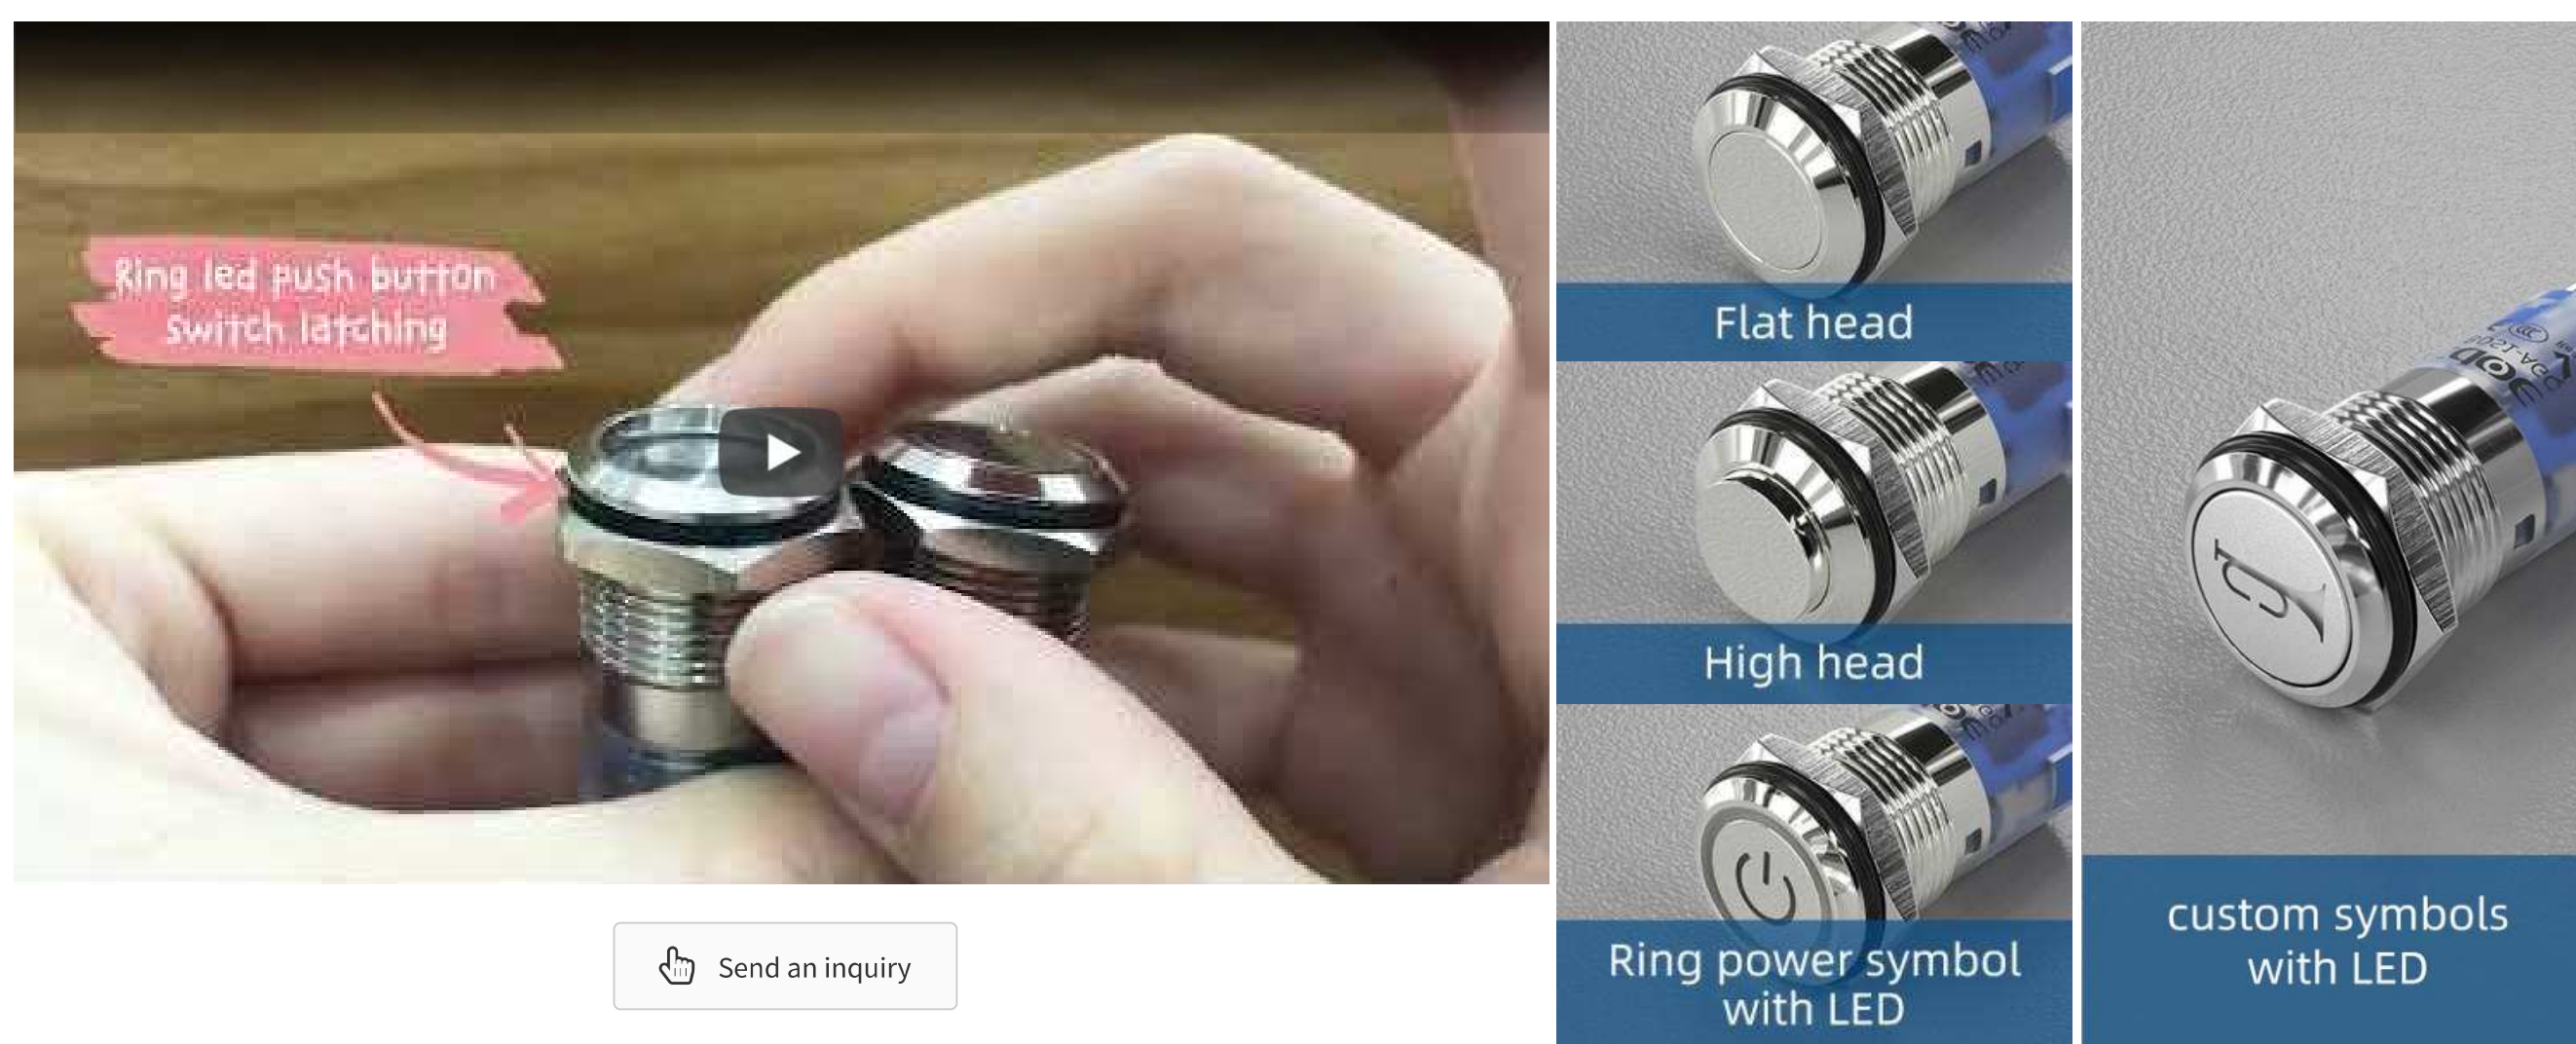 Ring led push button
switch latching
Send an inquiry
Flat head
High head
Ring power symbol
with LED
custom symbols
with LED